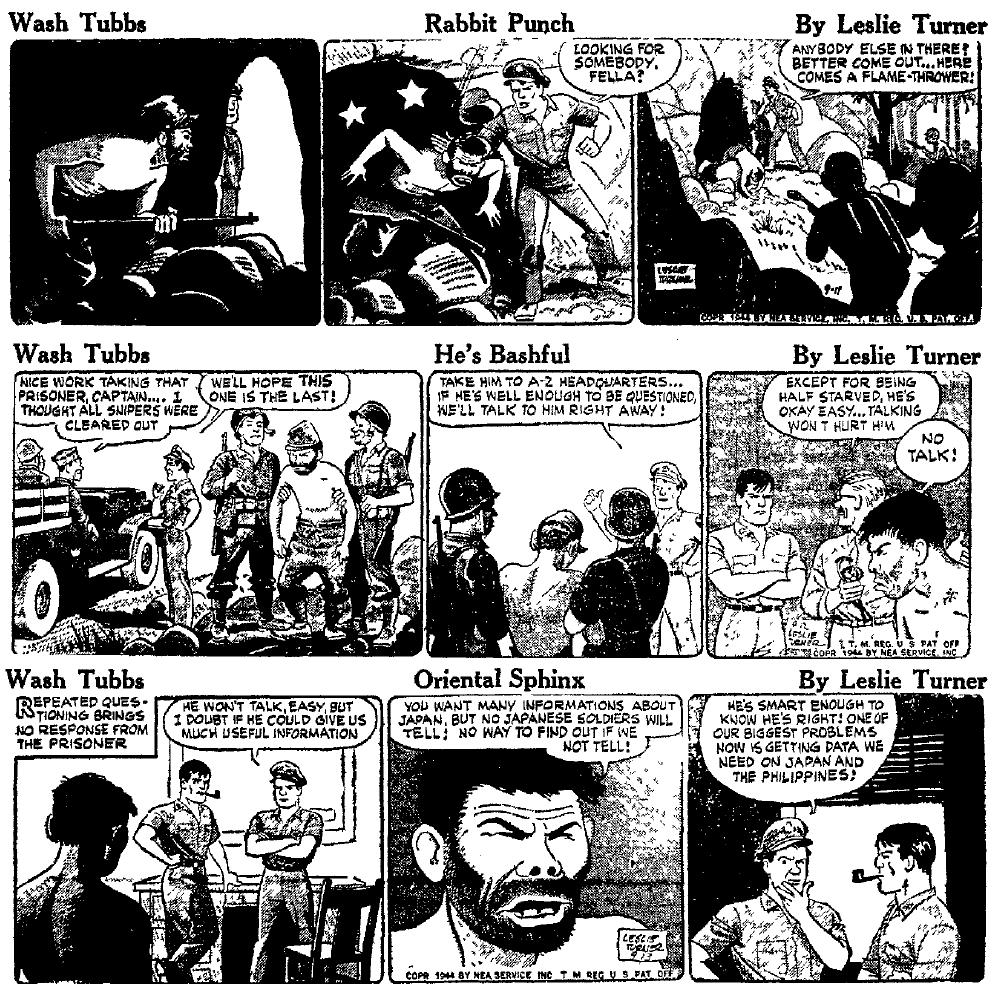 Wash Tubbs
Rabbit Punch
By Leslie Turner
LOOKING FOR
SOMEBODY,
FELLA?
ANYBODY ELSE IN THERE?
BETTER COME OUT...HERE
COMES A FLAME-THROWER!
LESLIE
TURNER
9-11
COPR. 1944 BY NEA SERVICE, INC. T. M. REG. U. S. PAT. OFF.
Wash Tubbs
He's Bashful
By Leslie Turner
NICE WORK TAKING THAT
PRISONER, CAPTAIN.... I
THOUGHT ALL SNIPERS WERE
CLEARED OUT
WE'LL HOPE THIS
ONE IS THE LAST!
TAKE HIM TO A-2 HEADQUARTERS...
IF HE'S WELL ENOUGH TO BE QUESTIONED,
WE'LL TALK TO HIM RIGHT AWAY!
EXCEPT FOR BEING
HALF STARVED, HE'S
OKAY EASY...TALKING
WON'T HURT HIM
NO
TALK!
LESLIE
TURNER
T. M. REG. U S PAT OFF
COPR 1944 BY NEA SERVICE, INC
Wash Tubbs
Oriental Sphinx
By Leslie Turner
REPEATED QUES-
TIONING BRINGS
NO RESPONSE FROM
THE PRISONER
HE WON'T TALK, EASY, BUT
I DOUBT IF HE COULD GIVE US
MUCH USEFUL INFORMATION
YOU WANT MANY INFORMATIONS ABOUT
JAPAN, BUT NO JAPANESE SOLDIERS WILL
TELL! NO WAY TO FIND OUT IF WE
NOT TELL!
LESLIE
TURNER
COPR 1944 BY NEA SERVICE INC T M REG U S PAT OFF
HE'S SMART ENOUGH TO
KNOW HE'S RIGHT! ONE OF
OUR BIGGEST PROBLEMS
NOW IS GETTING DATA WE
NEED ON JAPAN AND
THE PHILIPPINES!